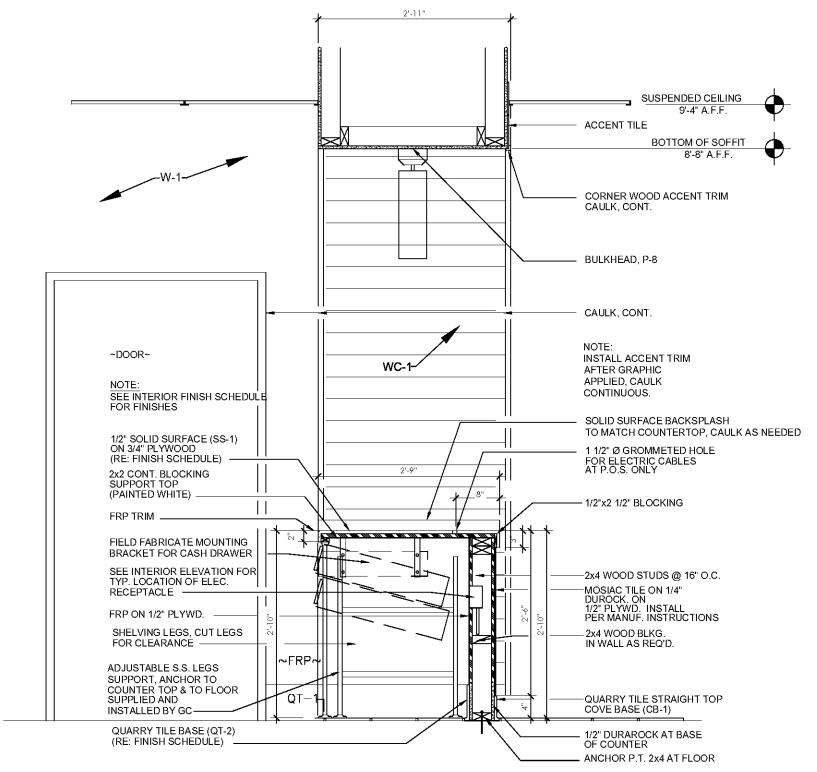 2'-11"
SUSPENDED CEILING
9'-4" A.F.F.
ACCENT TILE
BOTTOM OF SOFFIT
8'-8" A.F.F.
W-1
CORNER WOOD ACCENT TRIM
CAULK, CONT.
BULKHEAD, P-8
CAULK, CONT.
NOTE:
INSTALL ACCENT TRIM
AFTER GRAPHIC
APPLIED, CAULK
CONTINUOUS.
WC-1
~DOOR~
NOTE:
SEE INTERIOR FINISH SCHEDULE
FOR FINISHES
SOLID SURFACE BACKSPLASH
TO MATCH COUNTERTOP, CAULK AS NEEDED
1/2" SOLID SURFACE (SS-1)
ON 3/4" PLYWOOD
(RE: FINISH SCHEDULE)
1 1/2" Ø GROMMETED HOLE
FOR ELECTRIC CABLES
AT P.O.S. ONLY
2'-9"
2x2 CONT. BLOCKING
SUPPORT TOP
(PAINTED WHITE)
8"
1/2"x2 1/2" BLOCKING
FRP TRIM
2"
3"
FIELD FABRICATE MOUNTING
BRACKET FOR CASH DRAWER
SEE INTERIOR ELEVATION FOR
TYP. LOCATION OF ELEC.
RECEPTACLE
2x4 WOOD STUDS @ 16" O.C.
MOSIAC TILE ON 1/4"
DUROCK. ON
1/2" PLYWD. INSTALL
PER MANUF. INSTRUCTIONS
FRP ON 1/2" PLYWD.
2'-10"
2'-6"
2'-10"
SHELVING LEGS, CUT LEGS
FOR CLEARANCE
2x4 WOOD BLKG.
IN WALL AS REQ'D.
~FRP~
ADJUSTABLE S.S. LEGS
SUPPORT, ANCHOR TO
COUNTER TOP & TO FLOOR
SUPPLIED AND
INSTALLED BY GC
QT-1
4"
QUARRY TILE STRAIGHT TOP
COVE BASE (CB-1)
QUARRY TILE BASE (QT-2)
(RE: FINISH SCHEDULE)
1/2" DURAROCK AT BASE
OF COUNTER
ANCHOR P.T. 2x4 AT FLOOR